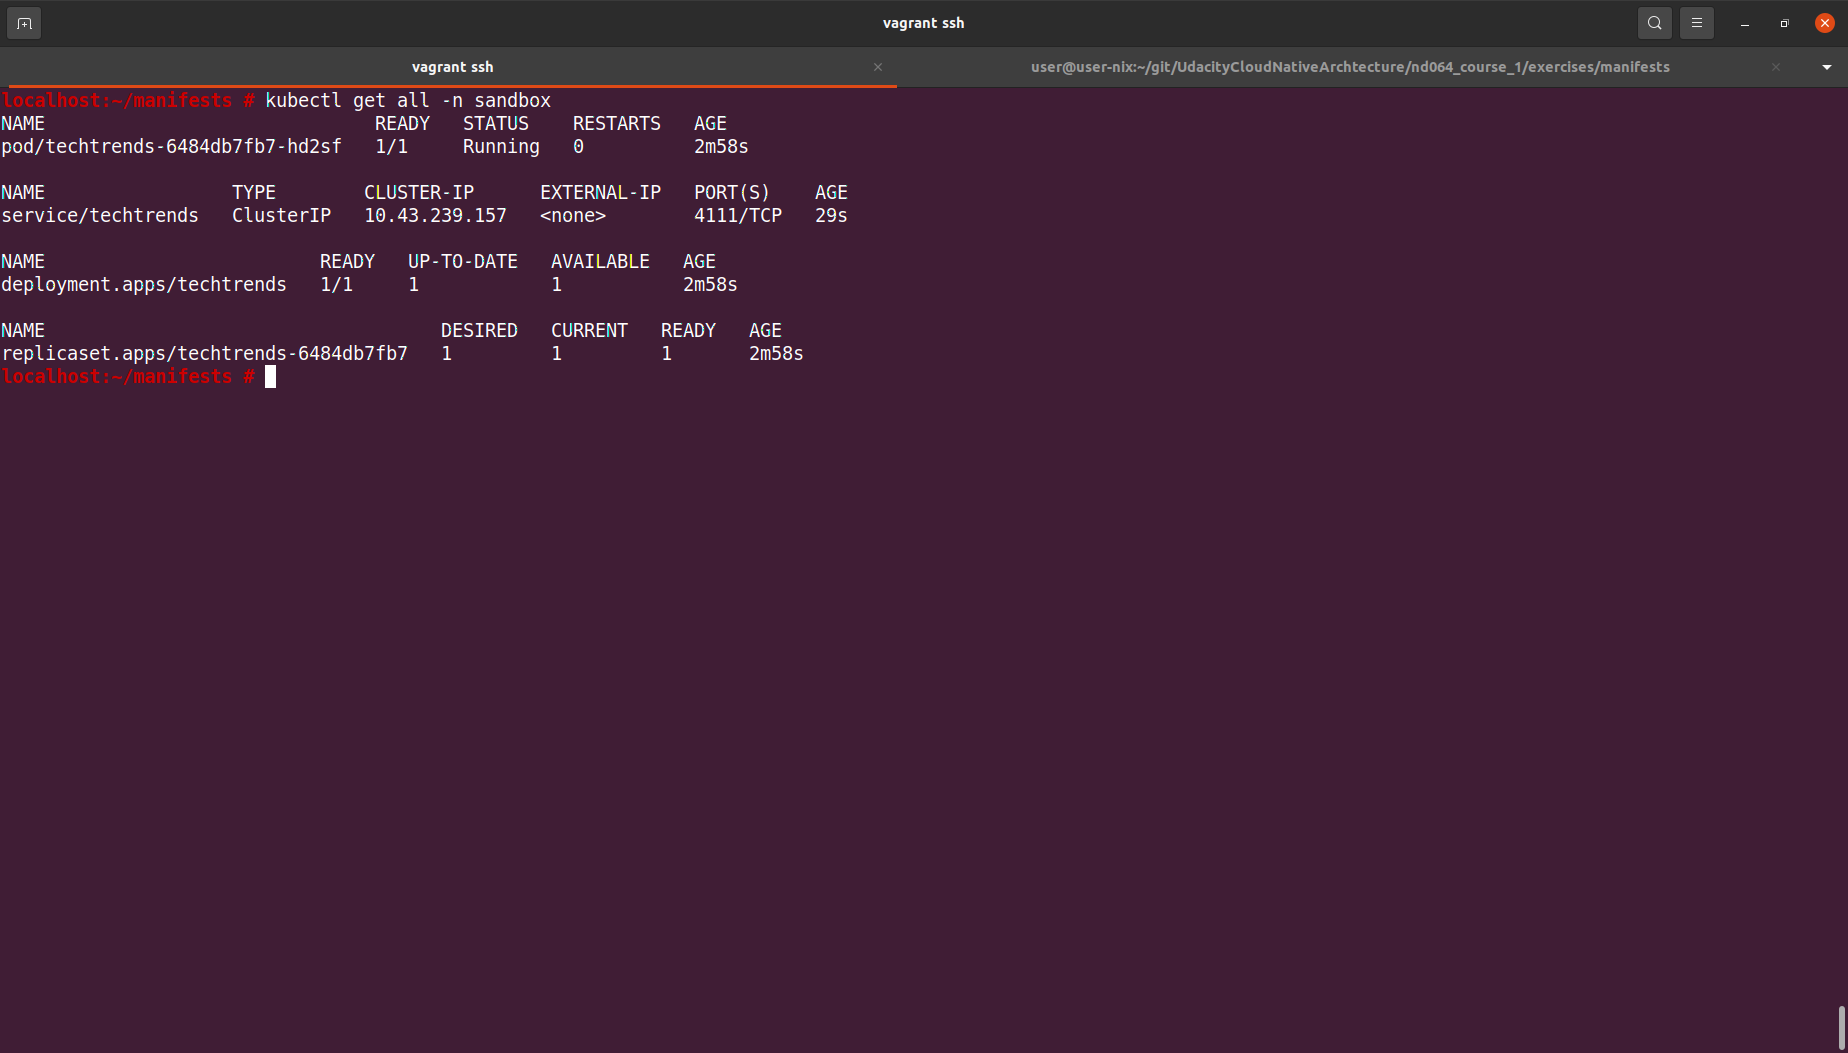 vagrant ssh
vagrant ssh
user@user-nix:~/git/UdacityCloudNativeArchtecture/nd064_course_1/exercises/manifests
localhost:~/manifests # kubectl get all -n sandbox
NAME                              READY   STATUS    RESTARTS   AGE
pod/techtrends-6484db7fb7-hd2sf   1/1     Running   0          2m58s

NAME                 TYPE        CLUSTER-IP      EXTERNAL-IP   PORT(S)    AGE
service/techtrends   ClusterIP   10.43.239.157   <none>        4111/TCP   29s

NAME                         READY   UP-TO-DATE   AVAILABLE   AGE
deployment.apps/techtrends   1/1     1            1           2m58s

NAME                                    DESIRED   CURRENT   READY   AGE
replicaset.apps/techtrends-6484db7fb7   1         1         1       2m58s
localhost:~/manifests #